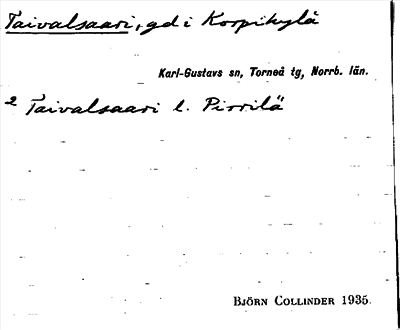 Taivalsaari, gd i Korpikylä
Karl-Gustavs sn, Torneå tg, Norrb. län.
2 Taivalsaari l. Pirrilä
BJÖRN COLLINDER 1935.